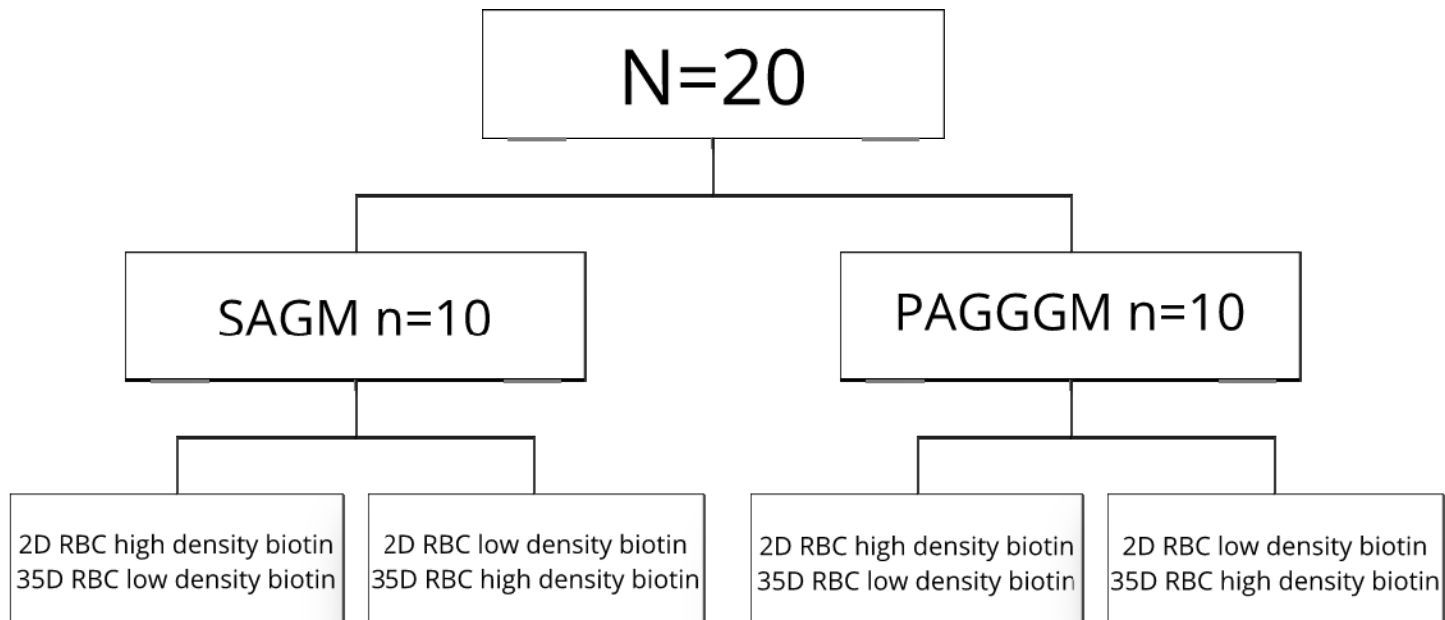 N=20
SAGM n=10
PAGGGM n=10
2D RBC high density biotin
35D RBC low density biotin
2D RBC low density biotin
35D RBC high density biotin
2D RBC high density biotin
35D RBC low density biotin
2D RBC low density biotin
35D RBC high density biotin